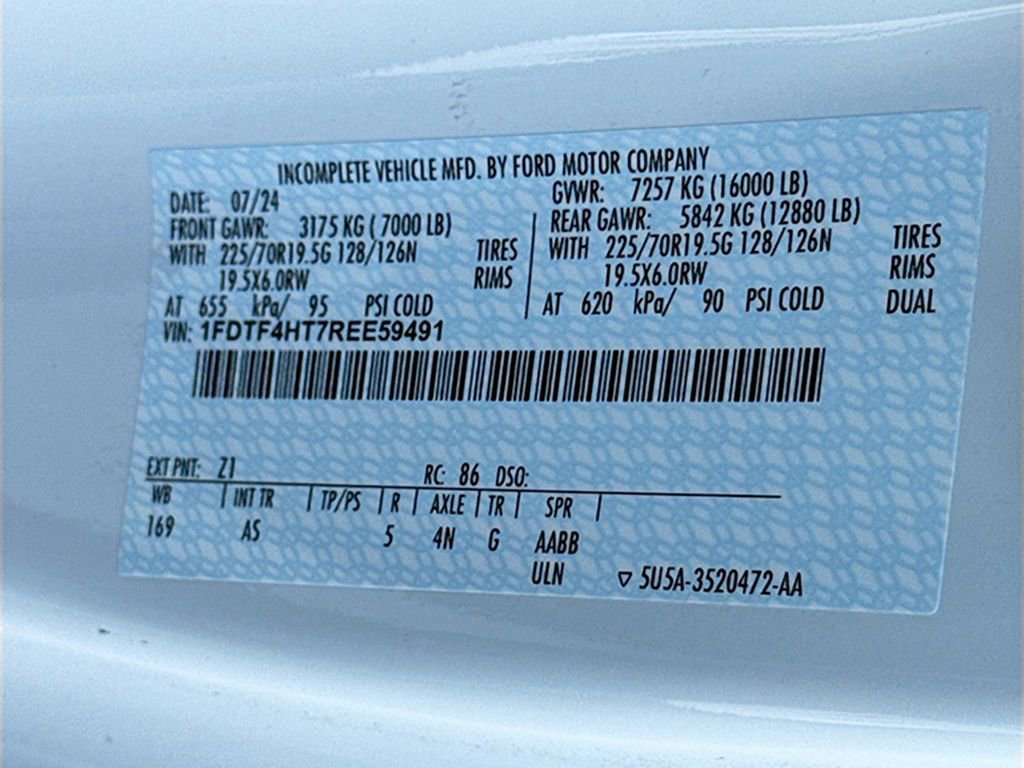 INCOMPLETE VEHICLE MFD. BY FORD MOTOR COMPANY
DATE: 07/24 GVWR: 7257 KG (16000 LB)
FRONT GAWR: 3175 KG ( 7000 LB) REAR GAWR: 5842 KG (12880 LB)
WITH 225/70R19.5G 128/126N TIRES WITH 225/70R19.5G 128/126N TIRES
19.5X6.0RW RIMS 19.5X6.0RW RIMS
AT 655 kPa/ 95 PSI COLD AT 620 kPa/ 90 PSI COLD DUAL
VIN: 1FDTF4HT7REE59491
EXT PNT: Z1 RC: 86 DSO:
WB INT TR TP/PS R AXLE TR SPR
169 AS 5 4N G AABB
ULN ▽ 5U5A-3520472-AA